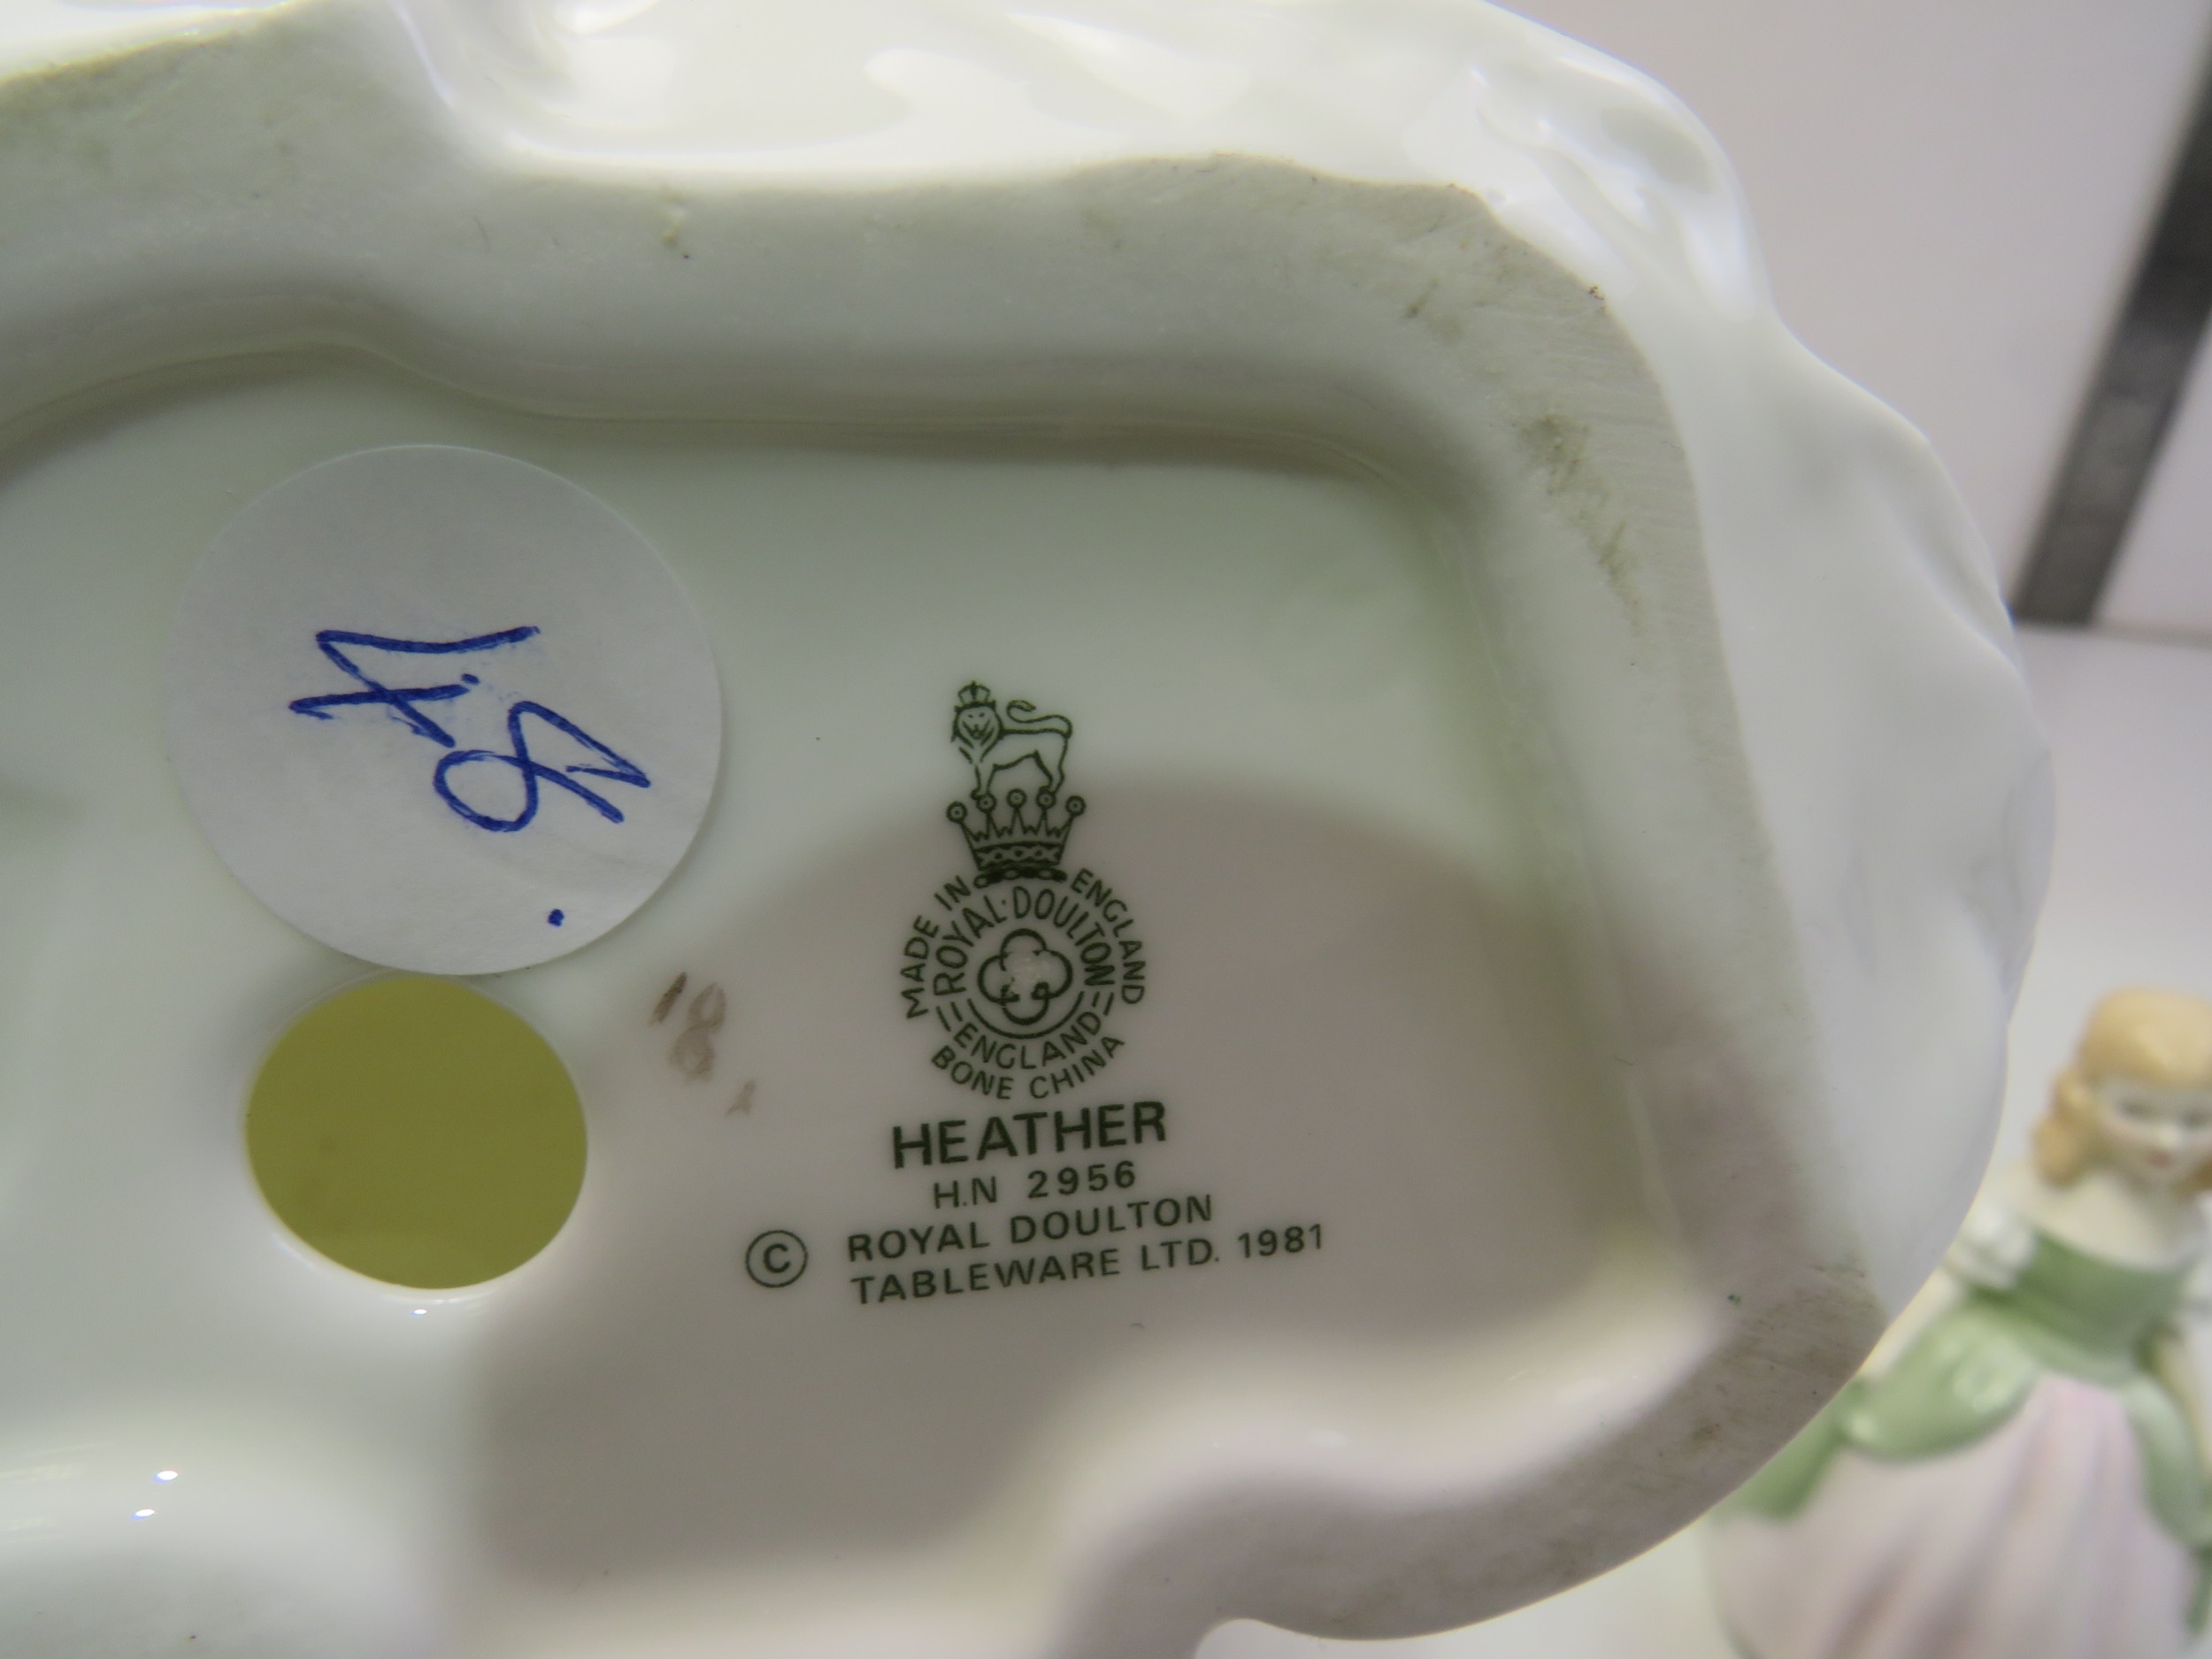 MADE IN ENGLAND
ROYAL·DOULTON
ENGLAND
BONE CHINA
HEATHER
H.N 2956
© ROYAL DOULTON
TABLEWARE LTD. 1981